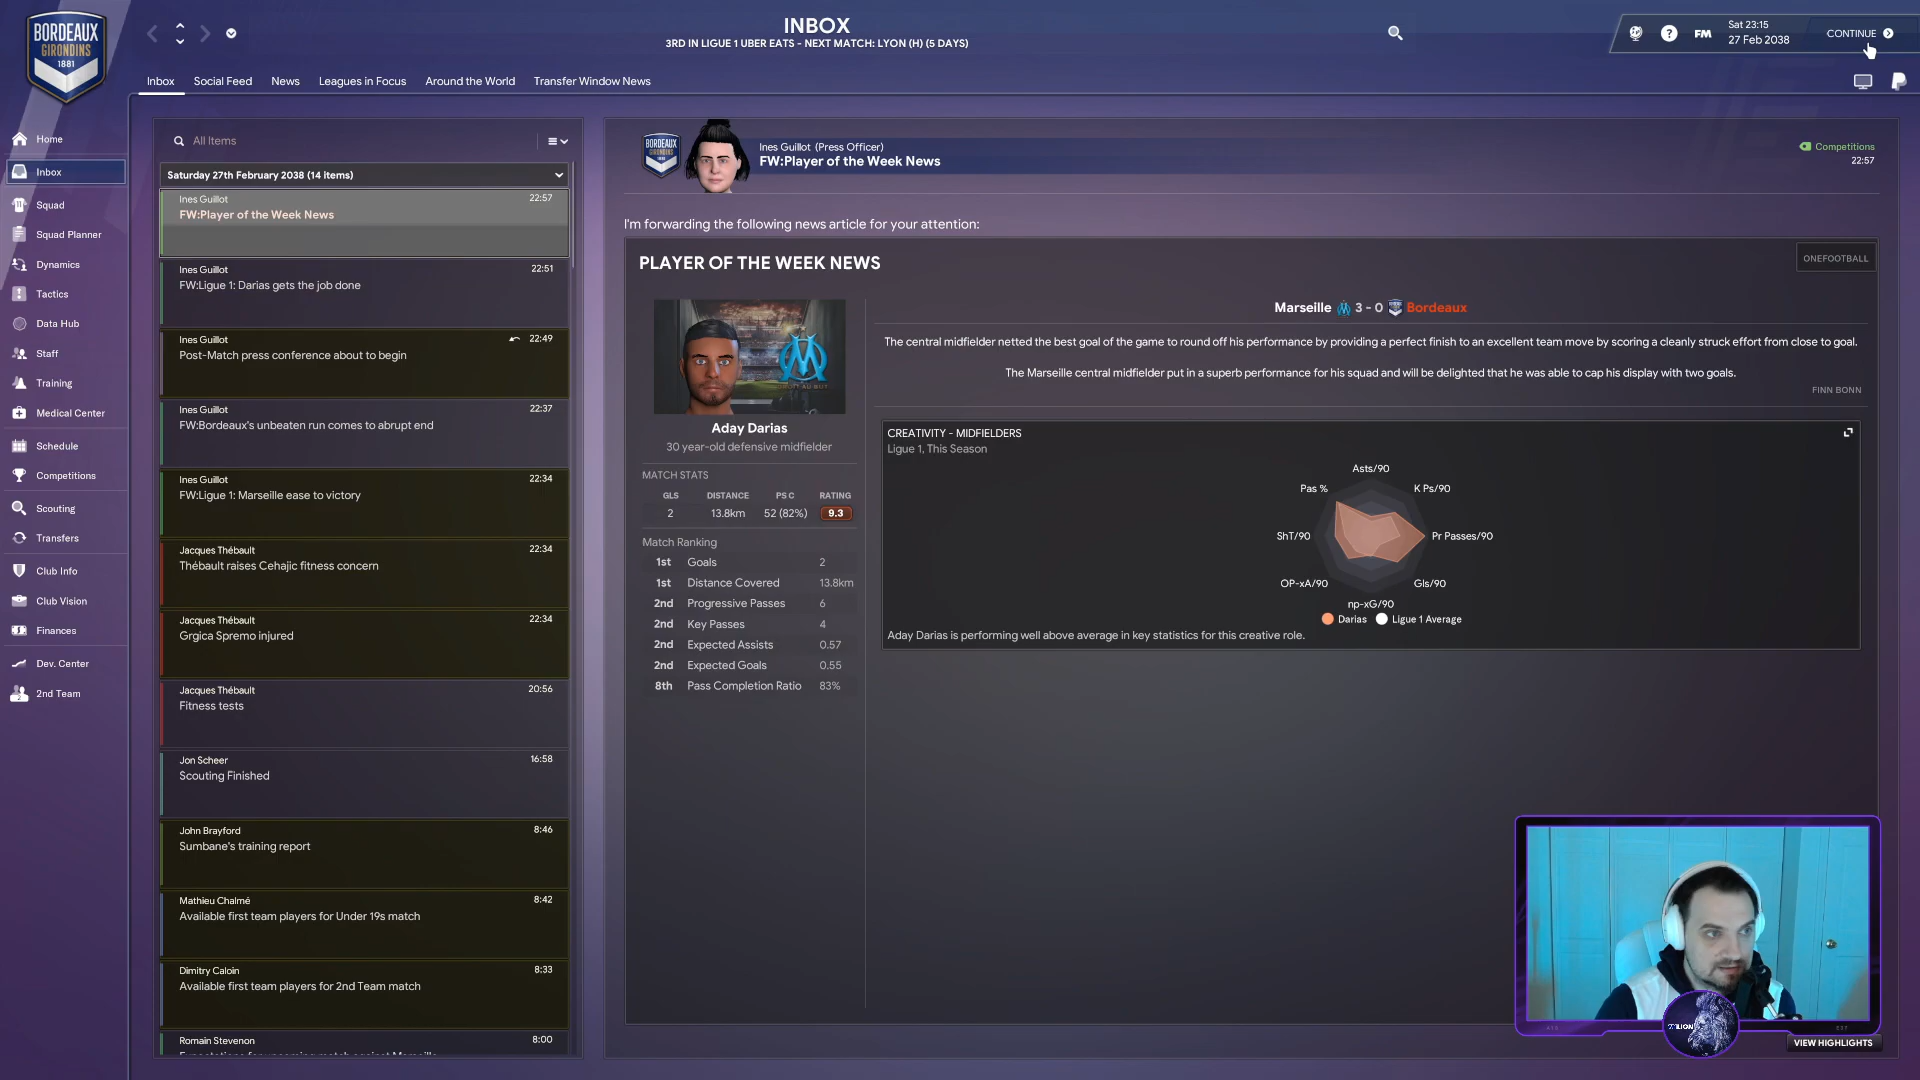 BORDEAUX
GIRONDINS
1881
INBOX
3RD IN LIGUE 1 UBER EATS - NEXT MATCH: LYON (H) (5 DAYS)
FM
Sat 23:15
27 Feb 2038
CONTINUE
Inbox
Social Feed
News
Leagues in Focus
Around the World
Transfer Window News
Home
Inbox
Squad
Squad Planner
Dynamics
Tactics
Data Hub
Staff
Training
Medical Center
Schedule
Competitions
Scouting
Transfers
Club Info
Club Vision
Finances
Dev. Center
2nd Team
All Items
Saturday 27th February 2038 (14 items)
Ines Guillot 22:57
FW:Player of the Week News
Ines Guillot 22:51
FW:Ligue 1: Darias gets the job done
Ines Guillot 22:49
Post-Match press conference about to begin
Ines Guillot 22:37
FW:Bordeaux's unbeaten run comes to abrupt end
Ines Guillot 22:34
FW:Ligue 1: Marseille ease to victory
Jacques Thébault 22:34
Thébault raises Cehajic fitness concern
Jacques Thébault 22:34
Grgica Spremo injured
Jacques Thébault 20:56
Fitness tests
Jon Scheer 16:58
Scouting Finished
John Brayford 8:46
Sumbane's training report
Mathieu Chalmé 8:42
Available first team players for Under 19s match
Dimitry Caloin 8:33
Available first team players for 2nd Team match
Romain Stevenon 8:00
BORDEAUX
Ines Guillot (Press Officer)
FW:Player of the Week News
Competitions
22:57
I'm forwarding the following news article for your attention:
PLAYER OF THE WEEK NEWS
ONEFOOTBALL
Aday Darias
30 year-old defensive midfielder
MATCH STATS
GLS DISTANCE PS C RATING
2 13.8km 52 (82%) 9.3
Match Ranking
1st Goals 2
1st Distance Covered 13.8km
2nd Progressive Passes 6
2nd Key Passes 4
2nd Expected Assists 0.57
2nd Expected Goals 0.55
8th Pass Completion Ratio 83%
Marseille 3 - 0 Bordeaux
The central midfielder netted the best goal of the game to round off his performance by providing a perfect finish to an excellent team move by scoring a cleanly struck effort from close to goal.
The Marseille central midfielder put in a superb performance for his squad and will be delighted that he was able to cap his display with two goals.
FINN BONN
CREATIVITY - MIDFIELDERS
Ligue 1, This Season
Asts/90
Pas %
K Ps/90
ShT/90
Pr Passes/90
OP-xA/90
Gls/90
np-xG/90
Darias
Ligue 1 Average
Aday Darias is performing well above average in key statistics for this creative role.
VIEW HIGHLIGHTS